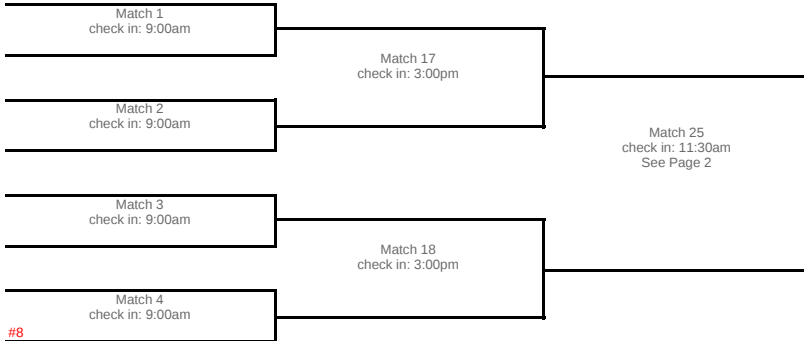 Match 1
check in: 9:00am
Match 17
check in: 3:00pm
Match 2
check in: 9:00am
Match 25
check in: 11:30am
See Page 2
Match 3
check in: 9:00am
Match 18
check in: 3:00pm
Match 4
check in: 9:00am
#8